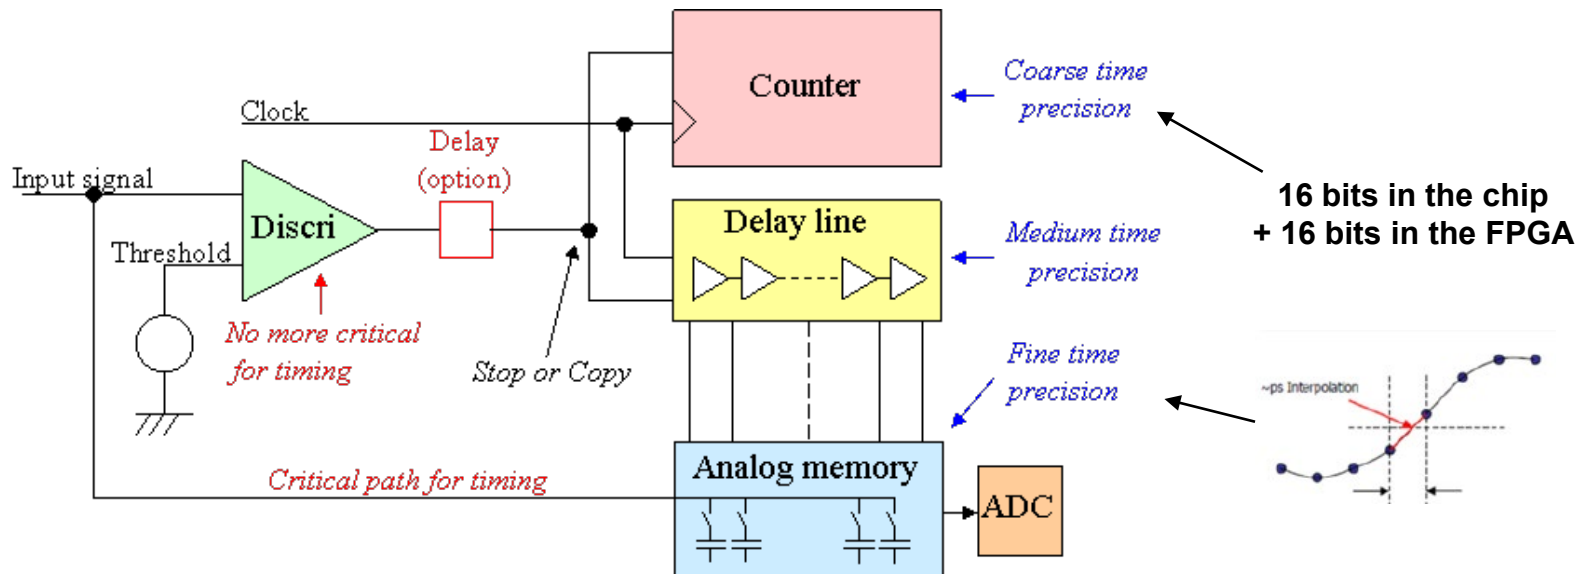 Counter
Coarse time
precision
Clock
Delay
(option)
Input signal
Discri
Threshold
No more critical
for timing
Stop or Copy
Delay line
Medium time
precision
16 bits in the chip
+ 16 bits in the FPGA
Fine time
precision
~ps Interpolation
Critical path for timing
Analog memory
ADC